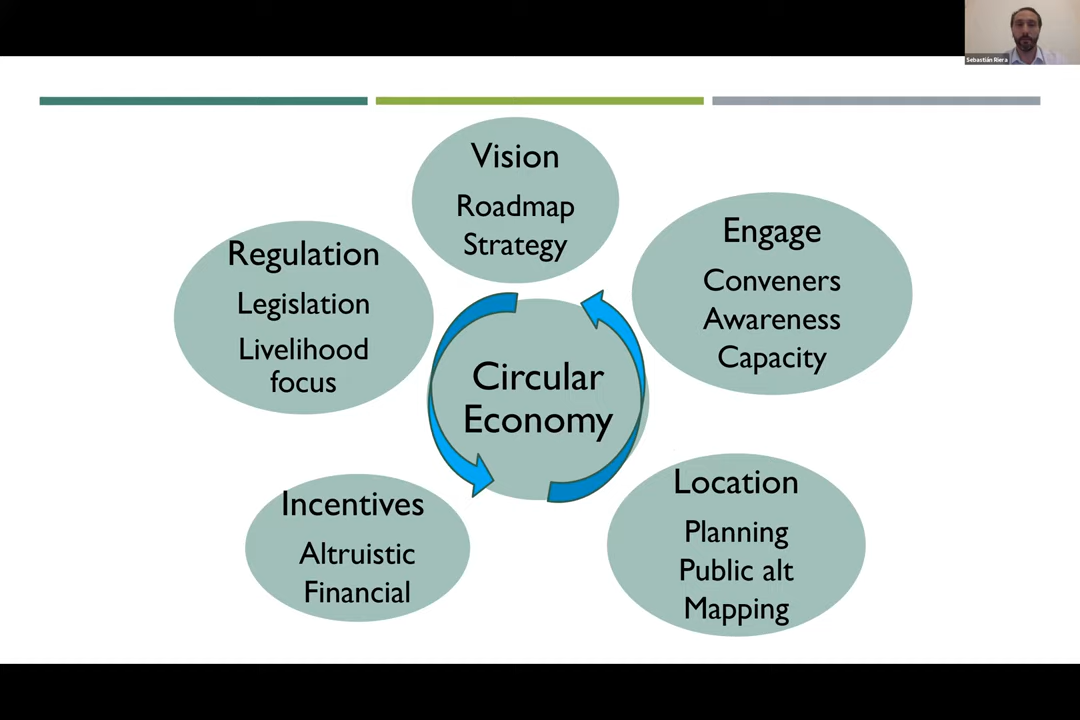 Sebastián Riera
Vision
Roadmap
Strategy
Engage
Conveners
Awareness
Capacity
Regulation
Legislation
Livelihood
focus
Circular
Economy
Incentives
Altruistic
Financial
Location
Planning
Public alt
Mapping